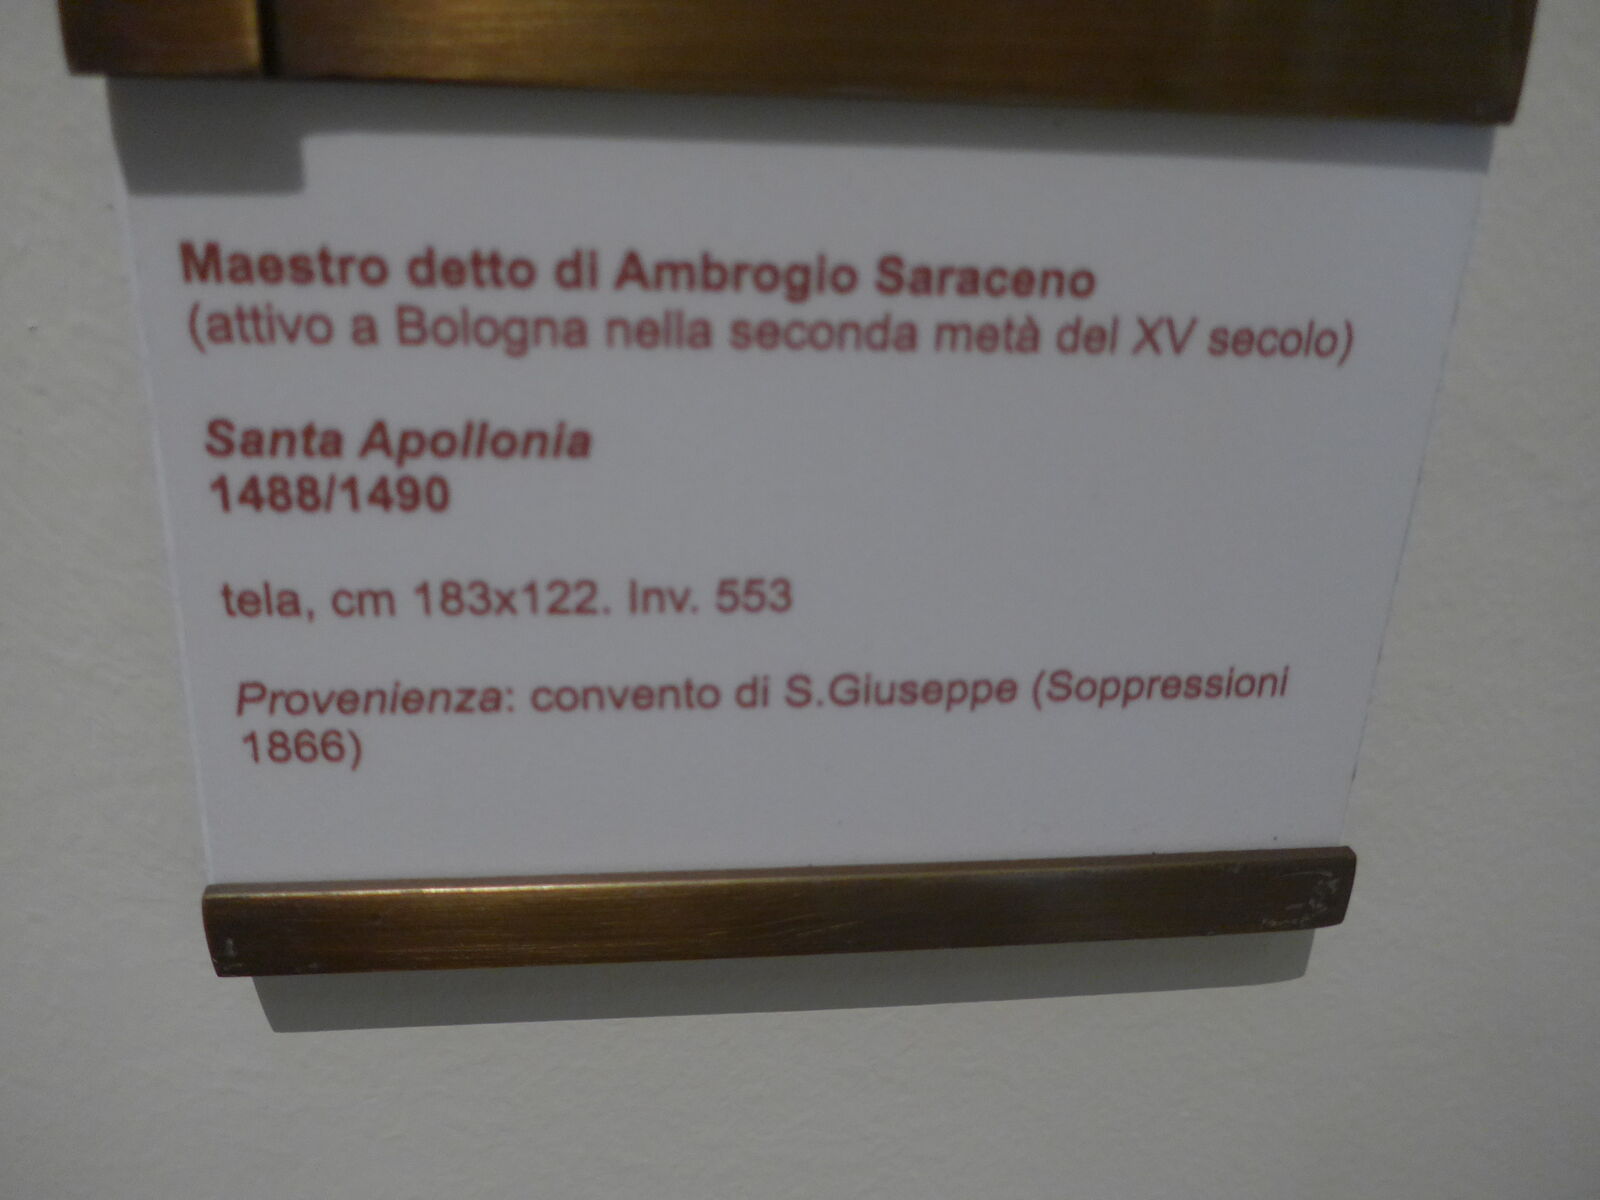 Maestro detto di Ambrogio Saraceno
(attivo a Bologna nella seconda metà del XV secolo)
Santa Apollonia
1488/1490
tela, cm 183x122. Inv. 553
Provenienza: convento di S.Giuseppe (Soppressioni
1866)